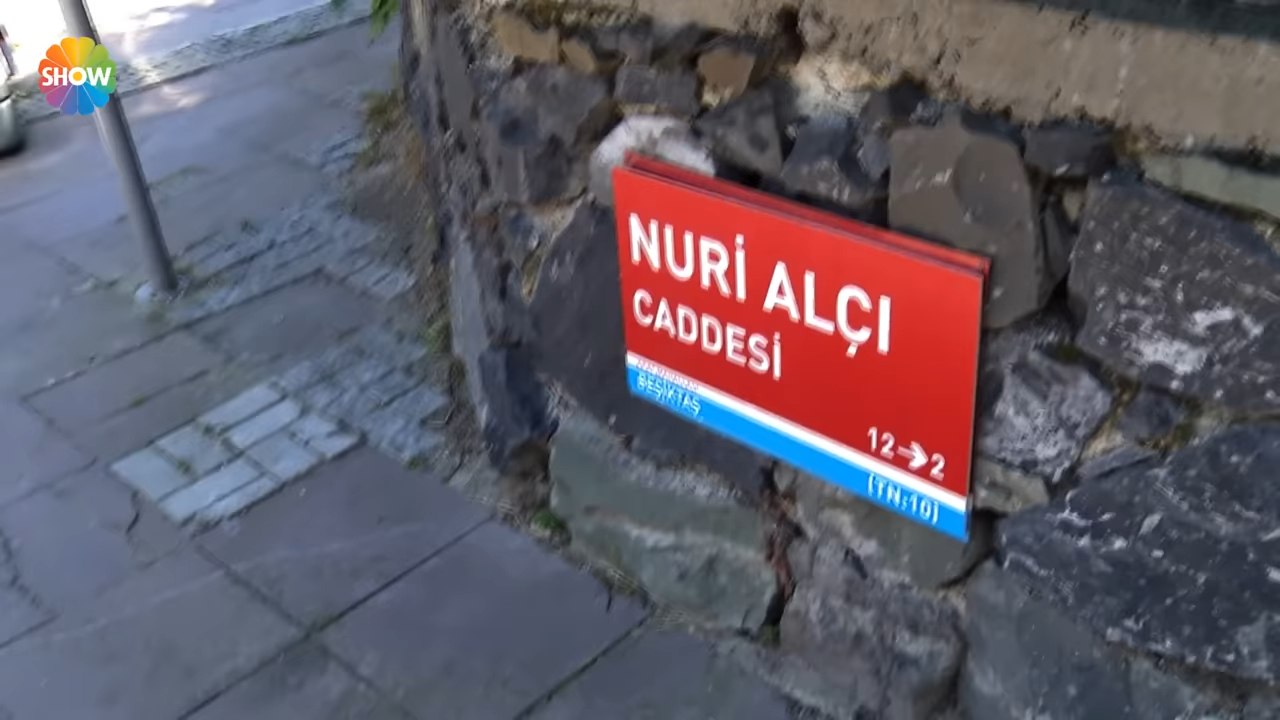 SHOW
NURİ ALÇI
CADDESİ
BEŞİKTAŞ
12→2
(TN:10)